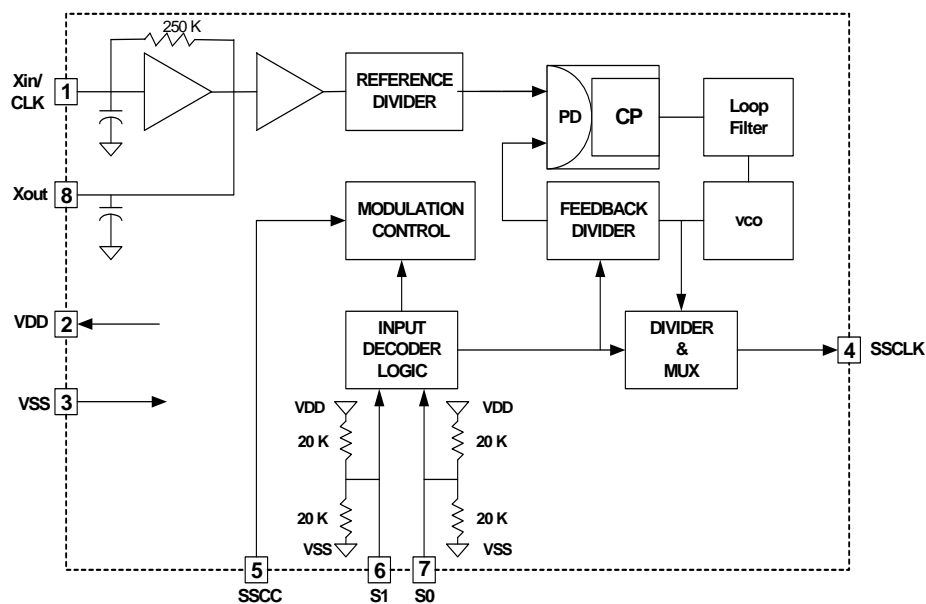 250 K
Xin/
CLK
1
REFERENCE
DIVIDER
PD
CP
Loop
Filter
Xout
8
MODULATION
CONTROL
FEEDBACK
DIVIDER
vco
VDD
2
INPUT
DECODER
LOGIC
DIVIDER
&
MUX
4
SSCLK
VSS
3
VDD
VDD
20 K
20 K
20 K
20 K
VSS
VSS
5
6
7
SSCC
S1
S0